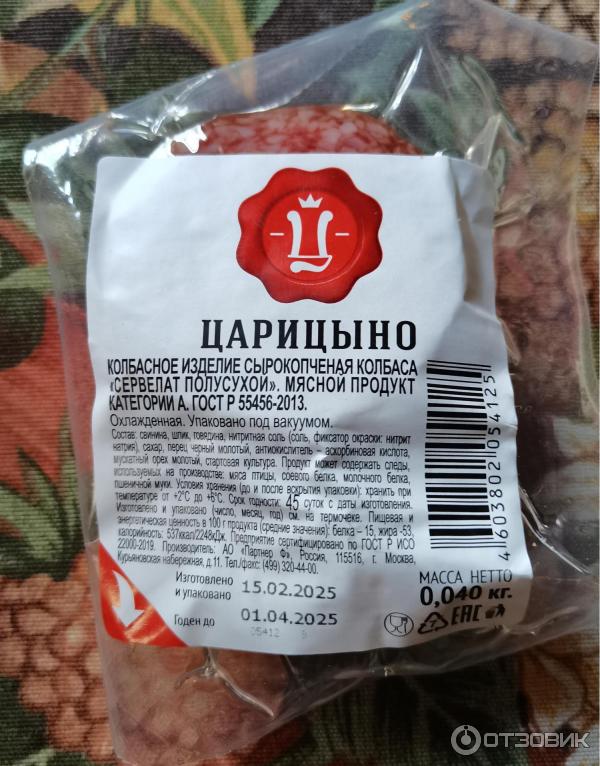 Ц
ЦАРИЦЫНО
КОЛБАСНОЕ ИЗДЕЛИЕ СЫРОКОПЧЕНАЯ КОЛБАСА
«СЕРВЕЛАТ ПОЛУСУХОЙ». МЯСНОЙ ПРОДУКТ
КАТЕГОРИИ А. ГОСТ Р 55456-2013.
Охлажденная. Упаковано под вакуумом.
Состав: свинина, шпик, говядина, нитритная соль (соль, фиксатор окраски: нитрит
натрия), сахар, перец черный молотый, антиокислитель – аскорбиновая кислота,
мускатный орех молотый, стартовая культура. Продукт может содержать следы,
используемых на производстве: мяса птицы, соевого белка, молочного белка,
пшеничной муки. Условия хранения (до и после вскрытия упаковки): хранить при
температуре от +2°С до +6°С. Срок годности: 45 суток с даты изготовления.
Изготовлено и упаковано (число, месяц, год) см. на термочеке. Пищевая и
энергетическая ценность в 100 г продукта (средние значения): белка – 15, жира -53,
калорийность: 537ккал/2248кДж. Предприятие сертифицировано по ГОСТ Р ИСО
22000-2019. Производитель: АО «Партнер Ф», Россия, 115516, г. Москва,
Курьяновская набережная, д.11. Тел./факс: (499) 320-44-00.
Изготовлено
и упаковано 15.02.2025
Годен до 01.04.2025
05412
4 603802 054125
МАССА НЕТТО
0,040 кг.
EAC
ОТЗОВИК